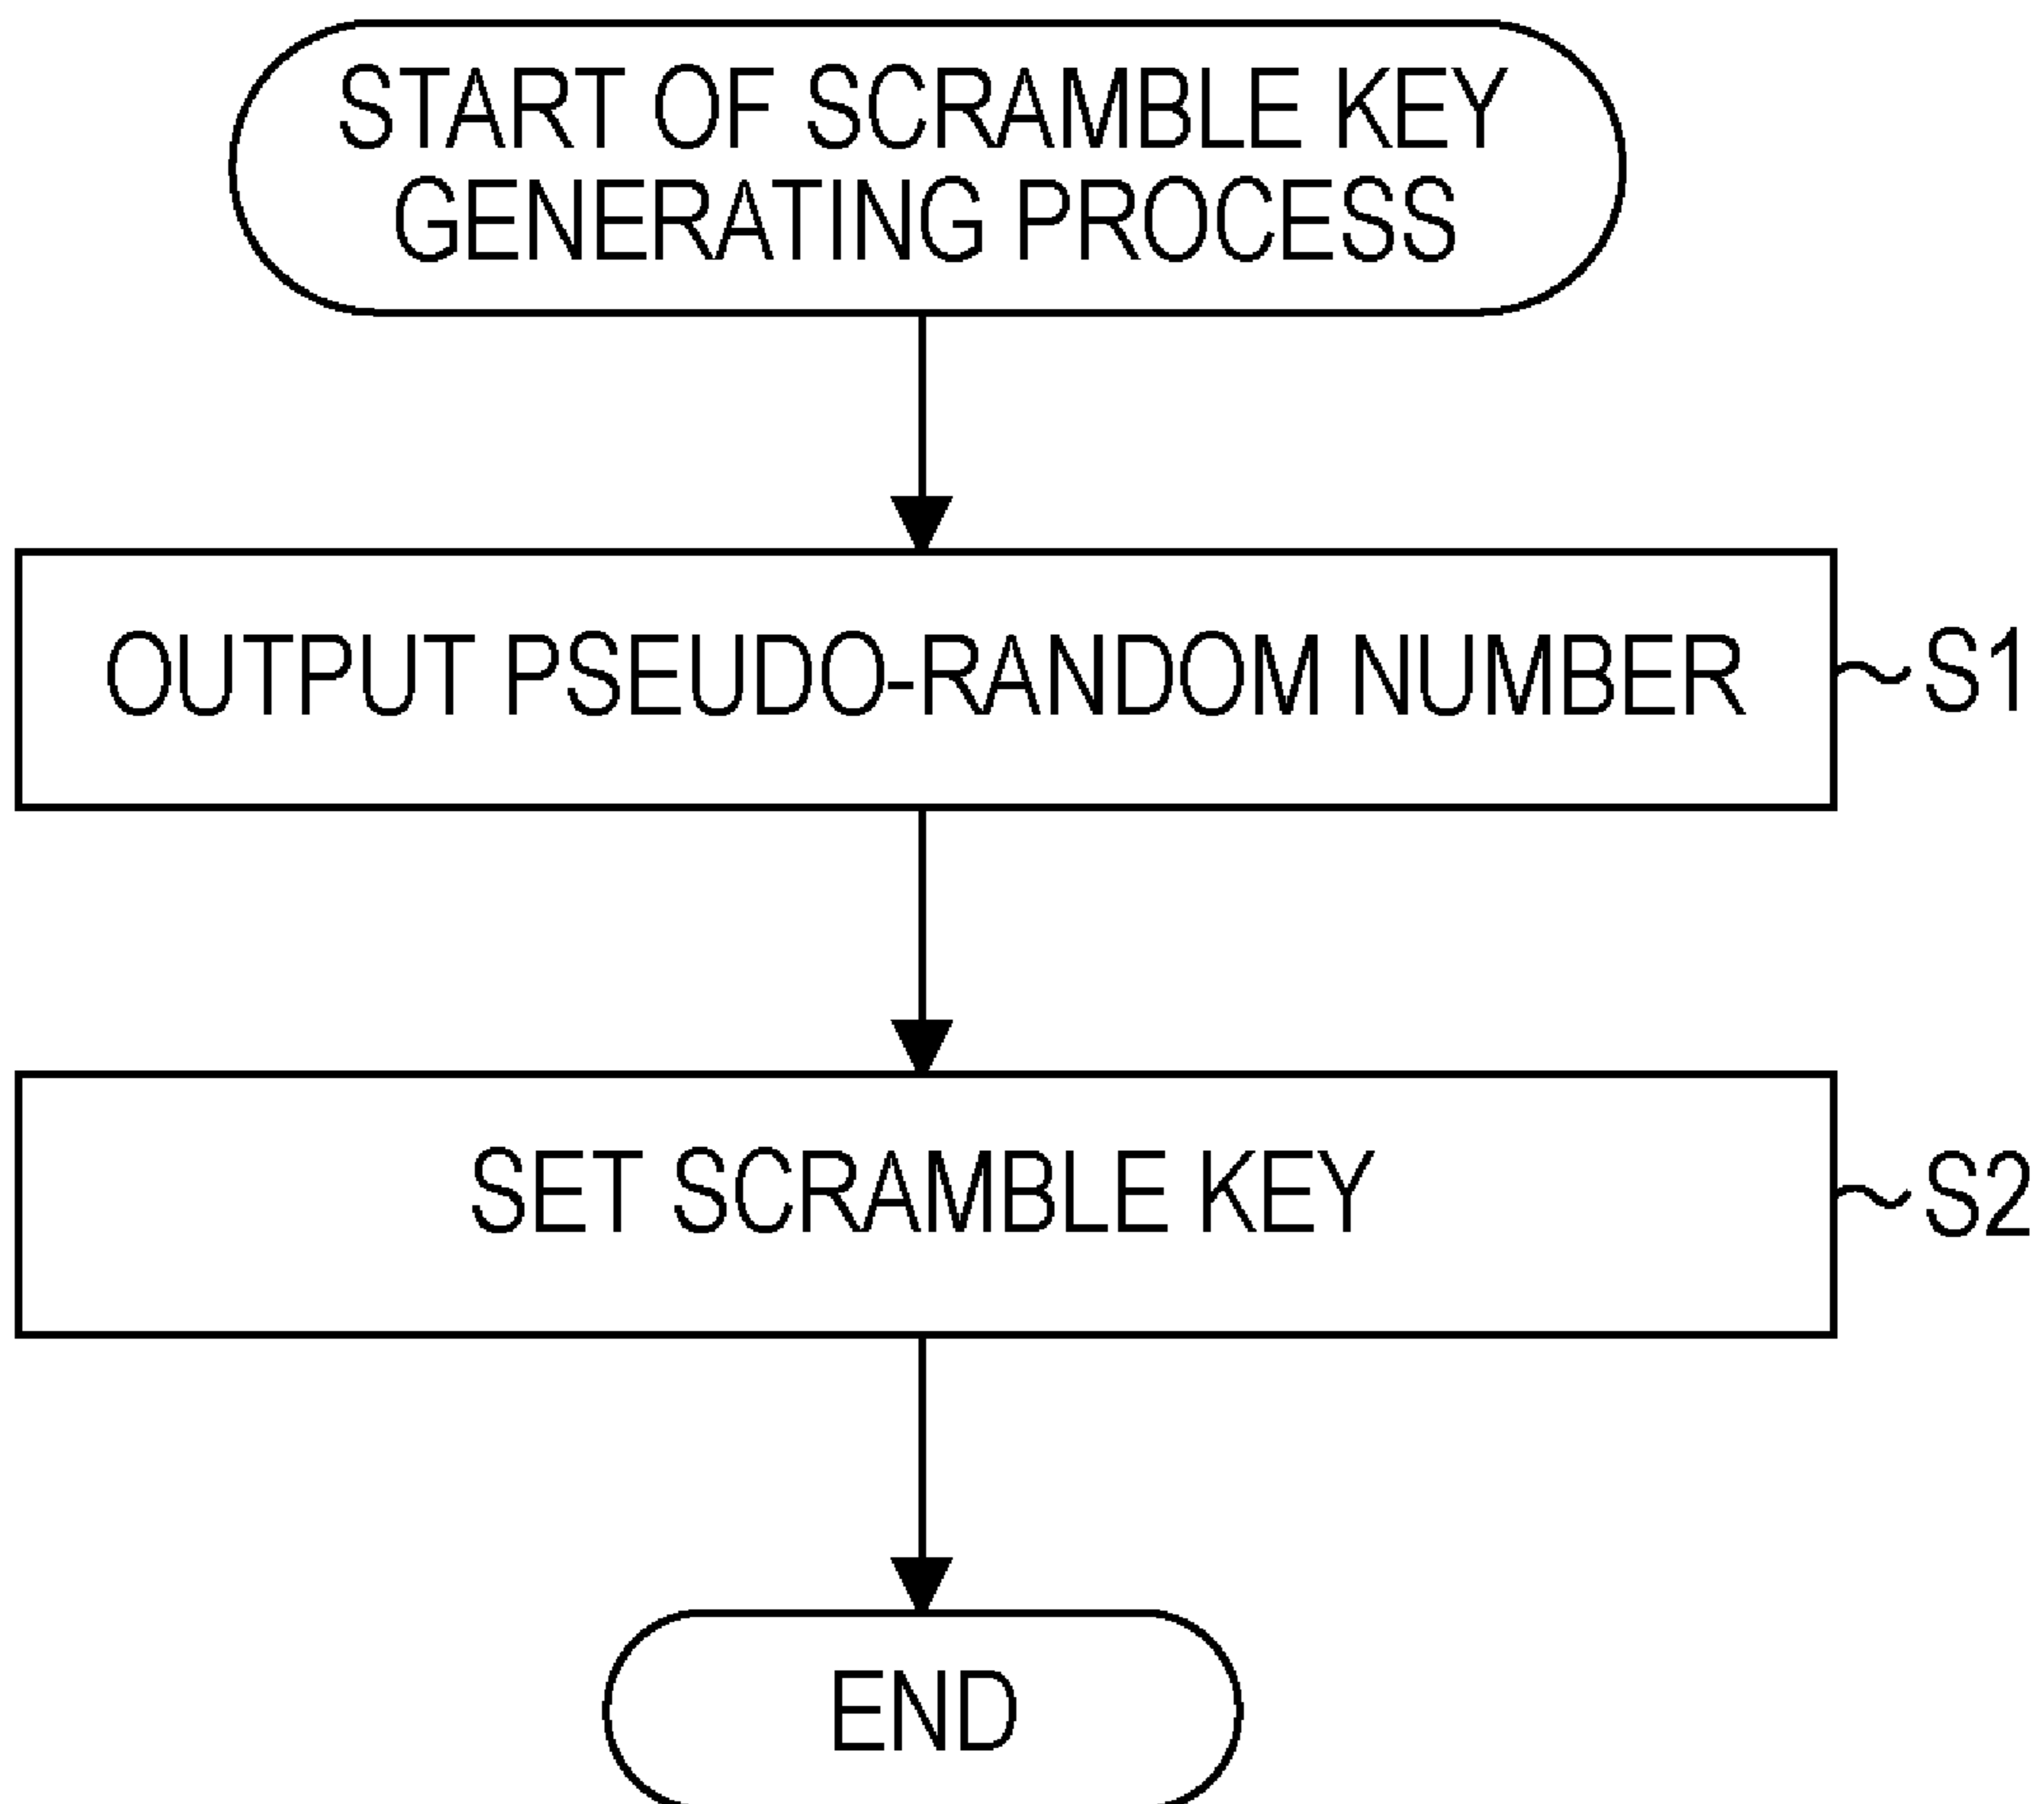 START OF SCRAMBLE KEY
GENERATING PROCESS
OUTPUT PSEUDO-RANDOM NUMBER
S1
SET SCRAMBLE KEY
S2
END